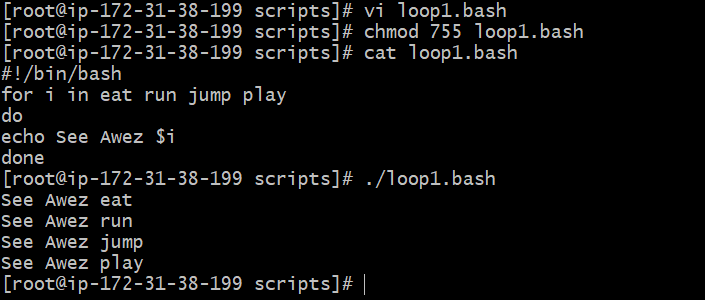 [root@ip-172-31-38-199 scripts]# vi loop1.bash
[root@ip-172-31-38-199 scripts]# chmod 755 loop1.bash
[root@ip-172-31-38-199 scripts]# cat loop1.bash
#!/bin/bash
for i in eat run jump play
do
echo See Awez $i
done
[root@ip-172-31-38-199 scripts]# ./loop1.bash
See Awez eat
See Awez run
See Awez jump
See Awez play
[root@ip-172-31-38-199 scripts]#